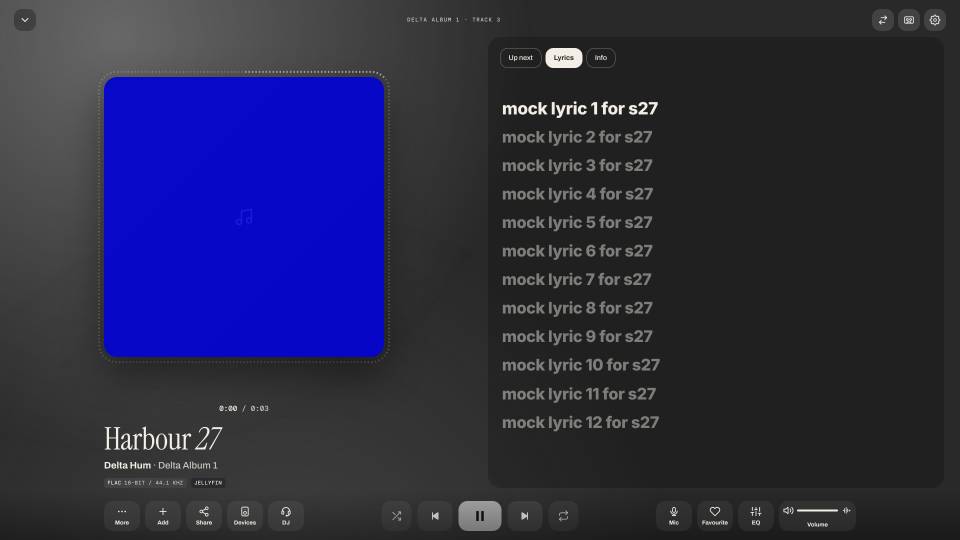 DELTA ALBUM 1 · TRACK 3
Up next
Lyrics
Info
mock lyric 1 for s27
mock lyric 2 for s27
mock lyric 3 for s27
mock lyric 4 for s27
mock lyric 5 for s27
mock lyric 6 for s27
mock lyric 7 for s27
mock lyric 8 for s27
mock lyric 9 for s27
mock lyric 10 for s27
mock lyric 11 for s27
mock lyric 12 for s27
0:00 / 0:03
Harbour 27
Delta Hum · Delta Album 1
FLAC 16-BIT / 44.1 KHZ
JELLYFIN
More
Add
Share
Devices
DJ
Mic
Favourite
EQ
Volume